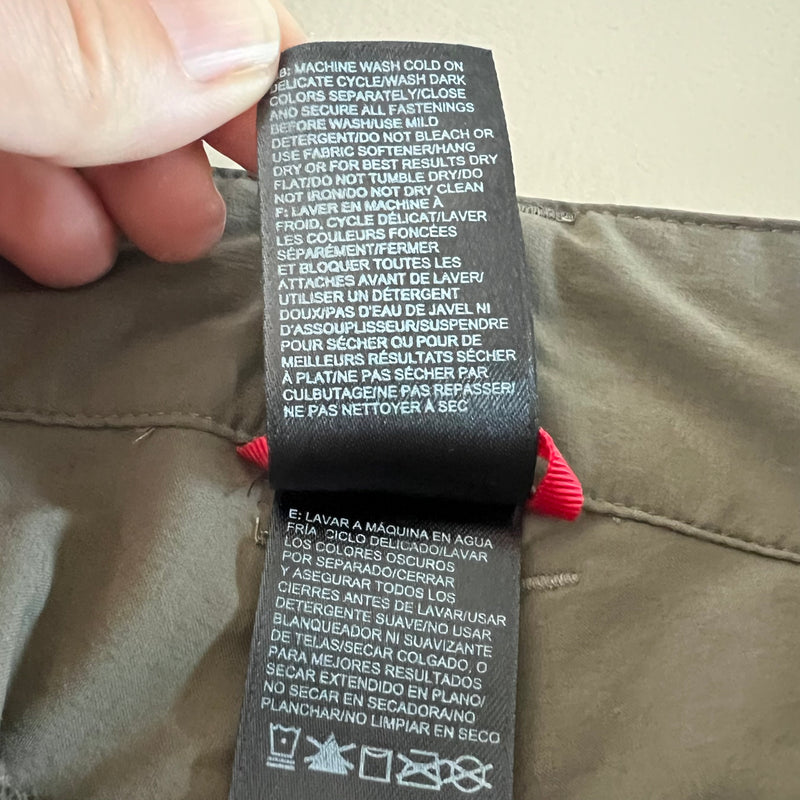 GB: MACHINE WASH COLD ON
DELICATE CYCLE/WASH DARK
COLORS SEPARATELY/CLOSE
AND SECURE ALL FASTENINGS
BEFORE WASH/USE MILD
DETERGENT/DO NOT BLEACH OR
USE FABRIC SOFTENER/HANG
DRY OR FOR BEST RESULTS DRY
FLAT/DO NOT TUMBLE DRY/DO
NOT IRON/DO NOT DRY CLEAN
F: LAVER EN MACHINE À
FROID, CYCLE DÉLICAT/LAVER
LES COULEURS FONCÉES
SÉPARÉMENT/FERMER
ET BLOQUER TOUTES LES
ATTACHES AVANT DE LAVER/
UTILISER UN DÉTERGENT
DOUX/PAS D'EAU DE JAVEL NI
D'ASSOUPLISSEUR/SUSPENDRE
POUR SÉCHER OU POUR DE
MEILLEURS RÉSULTATS SÉCHER
À PLAT/NE PAS SÉCHER PAR
CULBUTAGE/NE PAS REPASSER/
NE PAS NETTOYER À SEC
E: LAVAR A MÁQUINA EN AGUA
FRÍA, CICLO DELICADO/LAVAR
LOS COLORES OSCUROS
POR SEPARADO/CERRAR
Y ASEGURAR TODOS LOS
CIERRES ANTES DE LAVAR/USAR
DETERGENTE SUAVE/NO USAR
BLANQUEADOR NI SUAVIZANTE
DE TELAS/SECAR COLGADO, O
PARA MEJORES RESULTADOS
SECAR EXTENDIDO EN PLANO/
NO SECAR EN SECADORA/NO
PLANCHAR/NO LIMPIAR EN SECO